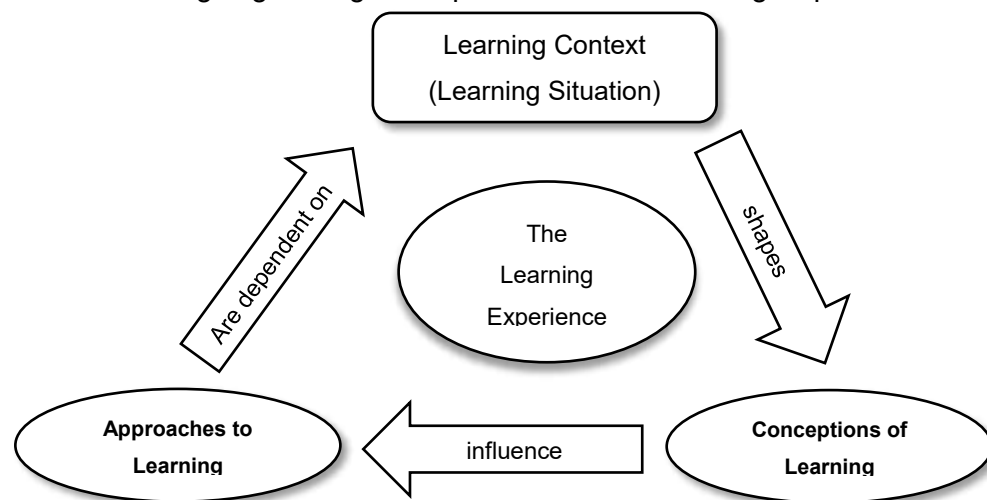 Learning Context
(Learning Situation)
Are dependent on
shapes
The
Learning
Experience
Approaches to
Learning
influence
Conceptions of
Learning